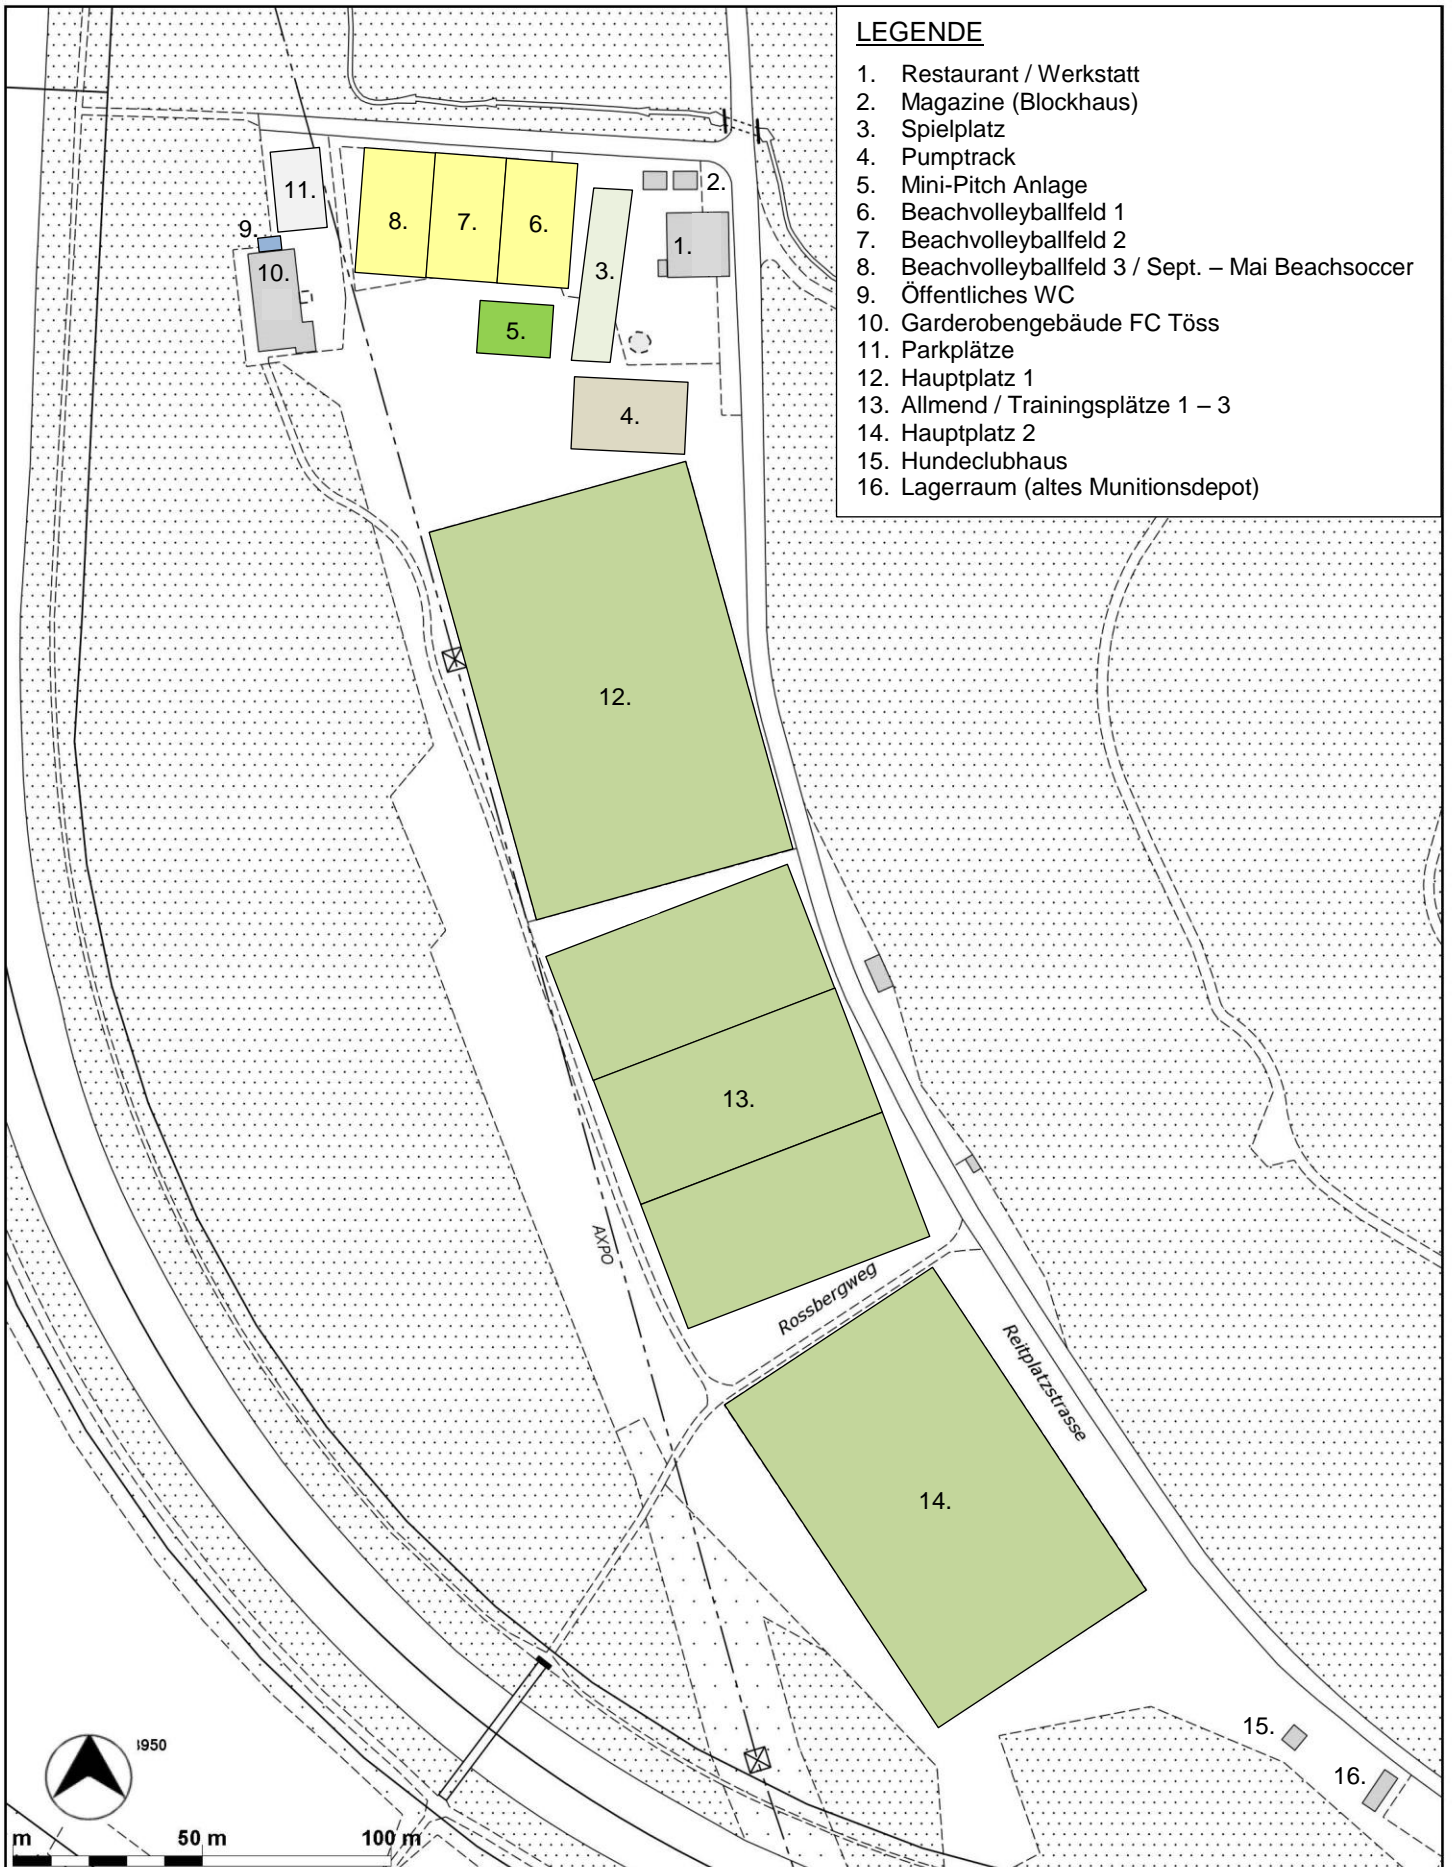 LEGENDE
1. Restaurant / Werkstatt
2. Magazine (Blockhaus)
3. Spielplatz
4. Pumptrack
5. Mini-Pitch Anlage
6. Beachvolleyballfeld 1
7. Beachvolleyballfeld 2
8. Beachvolleyballfeld 3 / Sept. – Mai Beachsoccer
9. Öffentliches WC
10. Garderobengebäude FC Töss
11. Parkplätze
12. Hauptplatz 1
13. Allmend / Trainingsplätze 1 – 3
14. Hauptplatz 2
15. Hundeclubhaus
16. Lagerraum (altes Munitionsdepot)
11.
2.
8.
7.
6.
9.
1.
10.
3.
5.
4.
12.
13.
AXPO
Rossbergweg
Reitplatzstrasse
14.
15.
16.
950
m
50 m
100 m